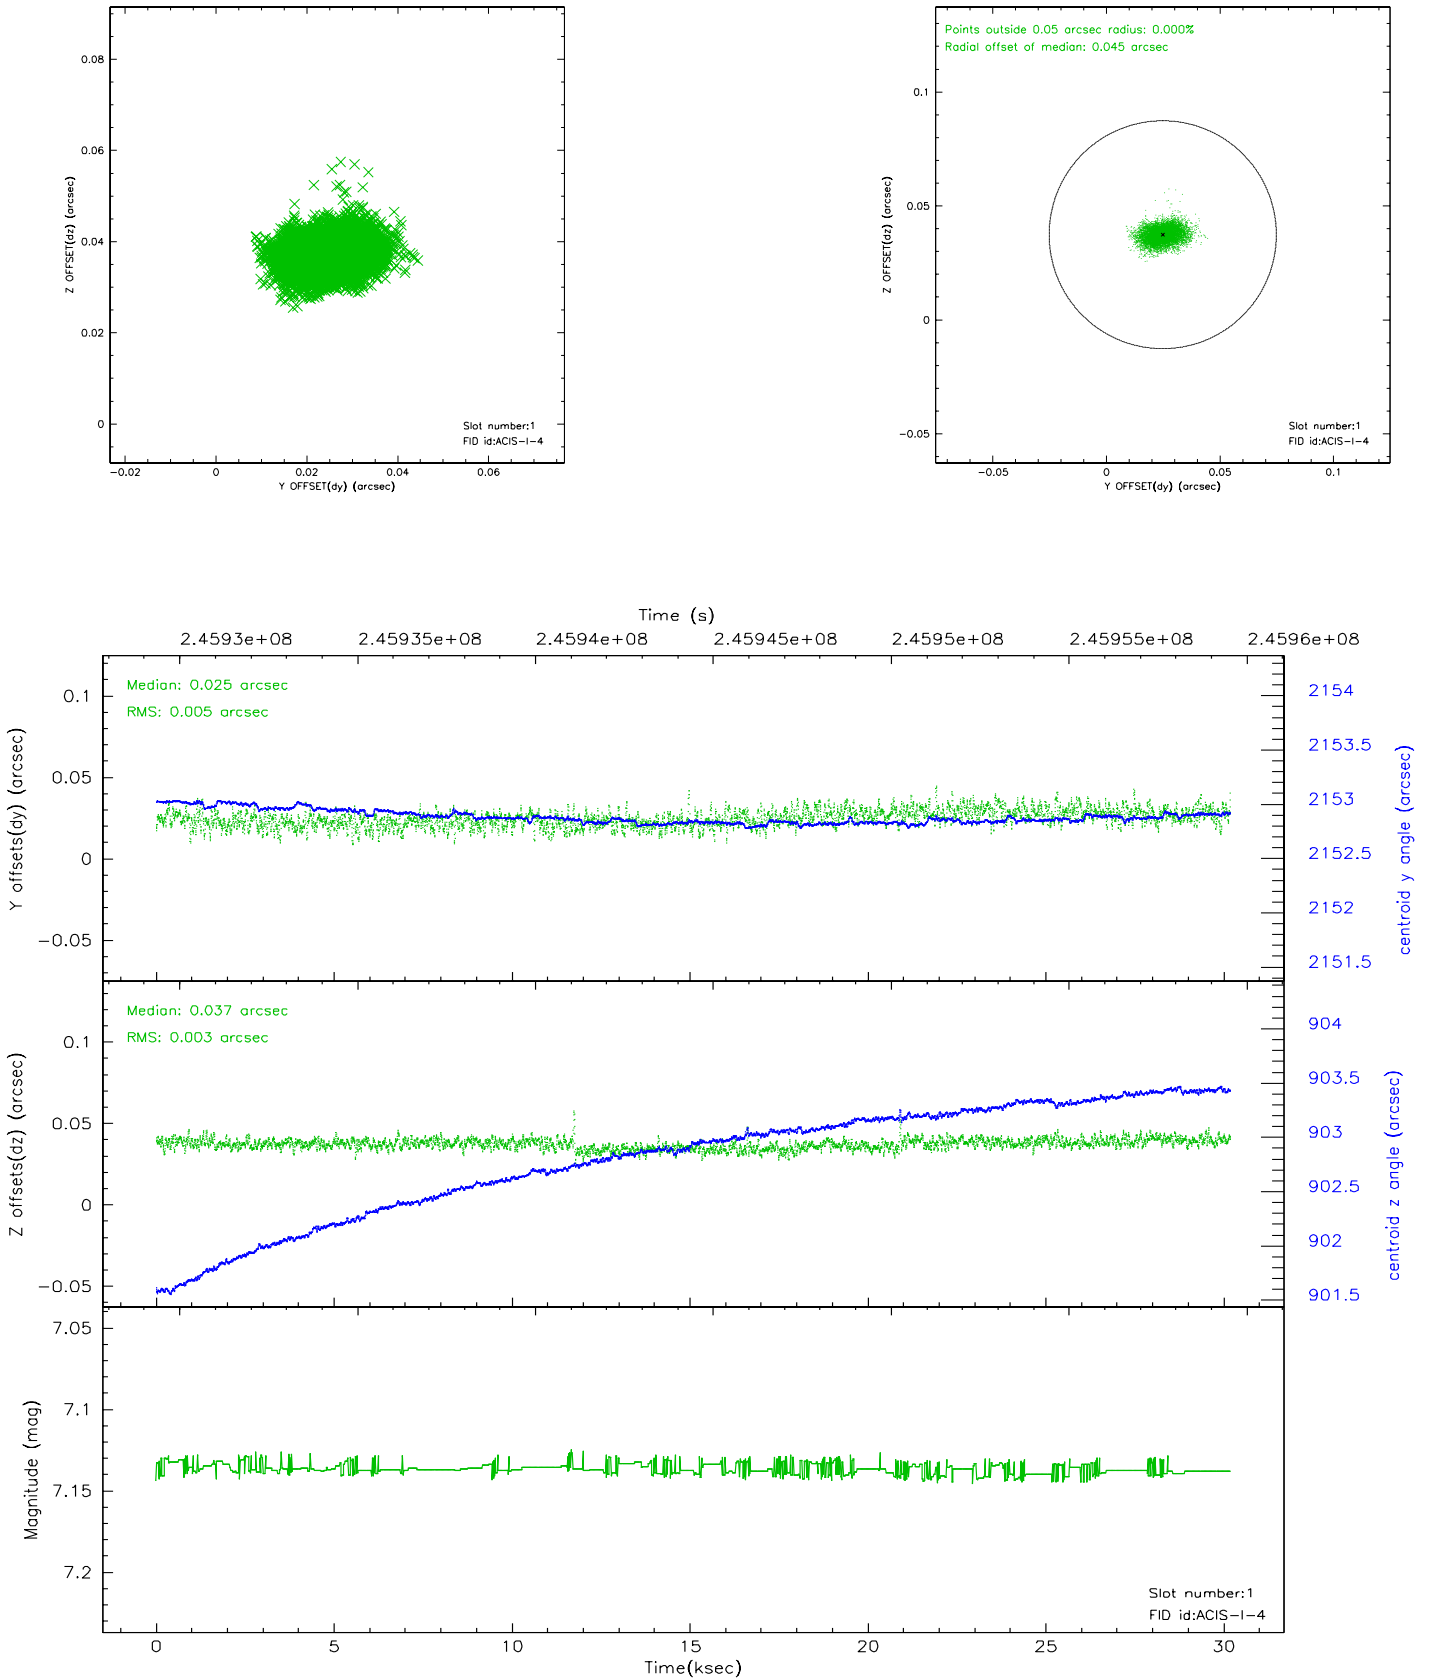 0.08
0.06
0.04
0.02
0
Z OFFSET(dz) (arcsec)
Slot number:1
FID id:ACIS-I-4
-0.02 0 0.02 0.04 0.06
Y OFFSET(dy) (arcsec)
Points outside 0.05 arcsec radius: 0.000%
Radial offset of median: 0.045 arcsec
0.1
0.05
0
-0.05
Z OFFSET(dz) (arcsec)
Slot number:1
FID id:ACIS-I-4
-0.05 0 0.05 0.1
Y OFFSET(dy) (arcsec)
Time (s)
2.4593e+08 2.45935e+08 2.4594e+08 2.45945e+08 2.4595e+08 2.45955e+08 2.4596e+08
Median: 0.025 arcsec
RMS: 0.005 arcsec
0.1
0.05
0
-0.05
Y offsets(dy) (arcsec)
2154
2153.5
2153
2152.5
2152
2151.5
centroid y angle (arcsec)
Median: 0.037 arcsec
RMS: 0.003 arcsec
0.1
0.05
0
-0.05
Z offsets(dz) (arcsec)
904
903.5
903
902.5
902
901.5
centroid z angle (arcsec)
7.05
7.1
7.15
7.2
Magnitude (mag)
Slot number:1
FID id:ACIS-I-4
0 5 10 15 20 25 30
Time(ksec)